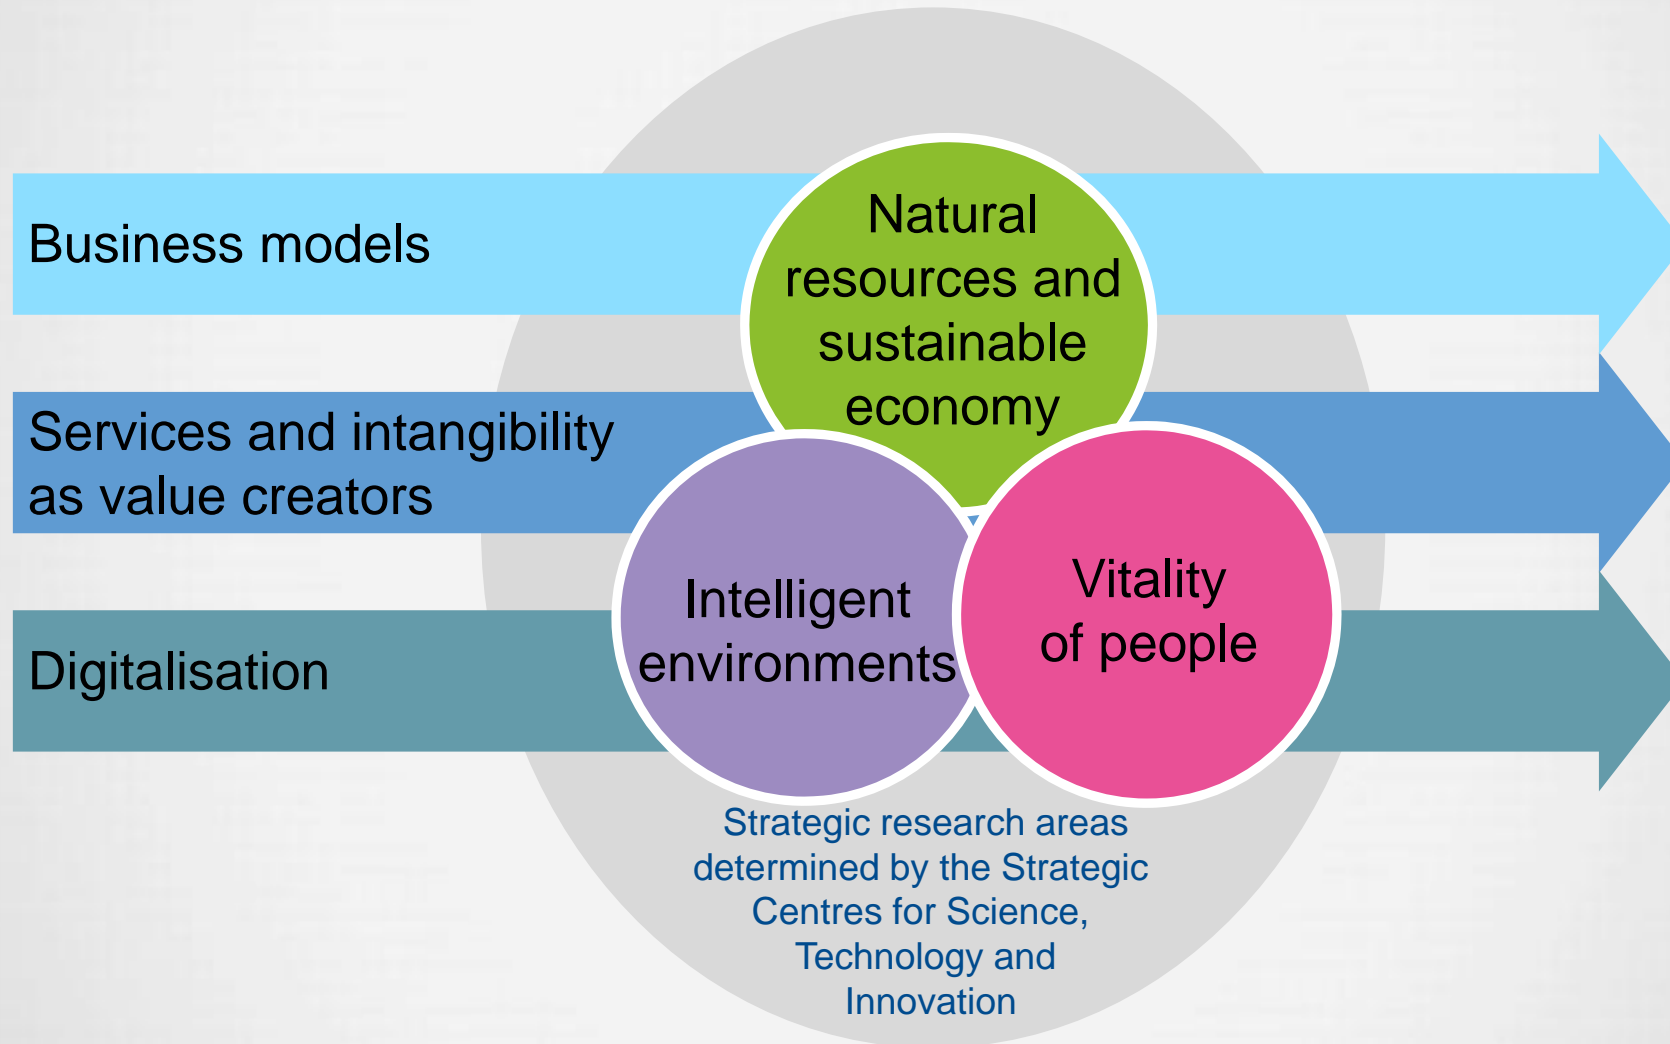 Business models
Natural
resources and
sustainable
economy
Services and intangibility
as value creators
Intelligent
environments
Vitality
of people
Digitalisation
Strategic research areas
determined by the Strategic
Centres for Science,
Technology and
Innovation